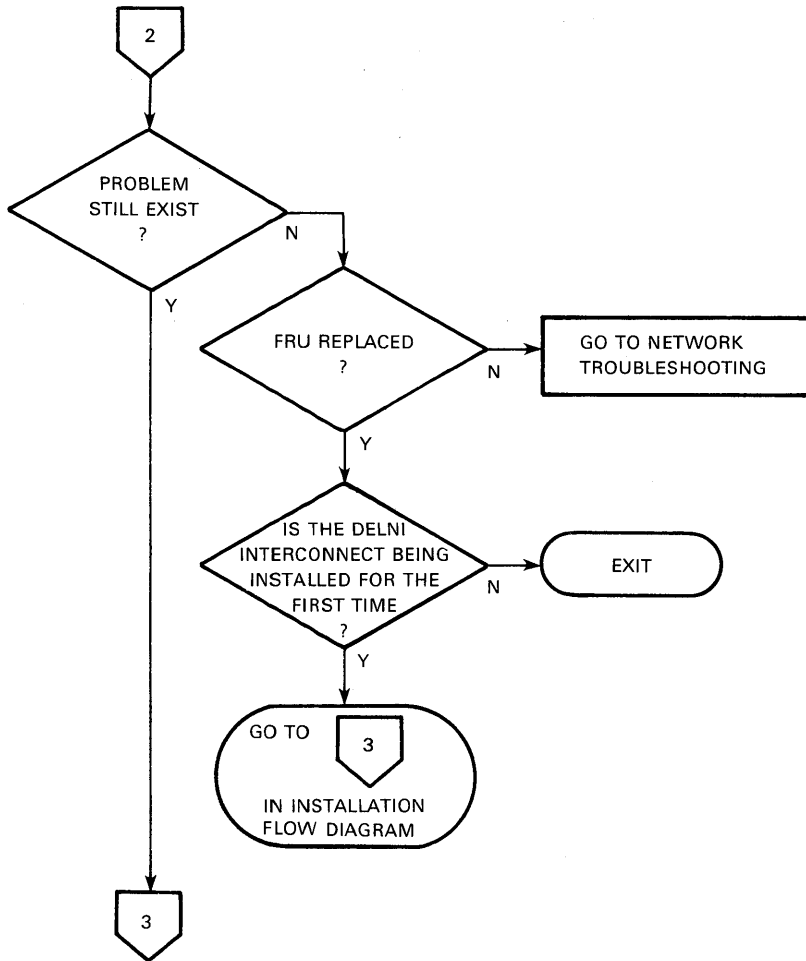 2
PROBLEM
STILL EXIST
?
N
Y
FRU REPLACED
?
N
Y
GO TO NETWORK
TROUBLESHOOTING
IS THE DELNI
INTERCONNECT BEING
INSTALLED FOR THE
FIRST TIME
?
N
Y
EXIT
GO TO
3
IN INSTALLATION
FLOW DIAGRAM
3